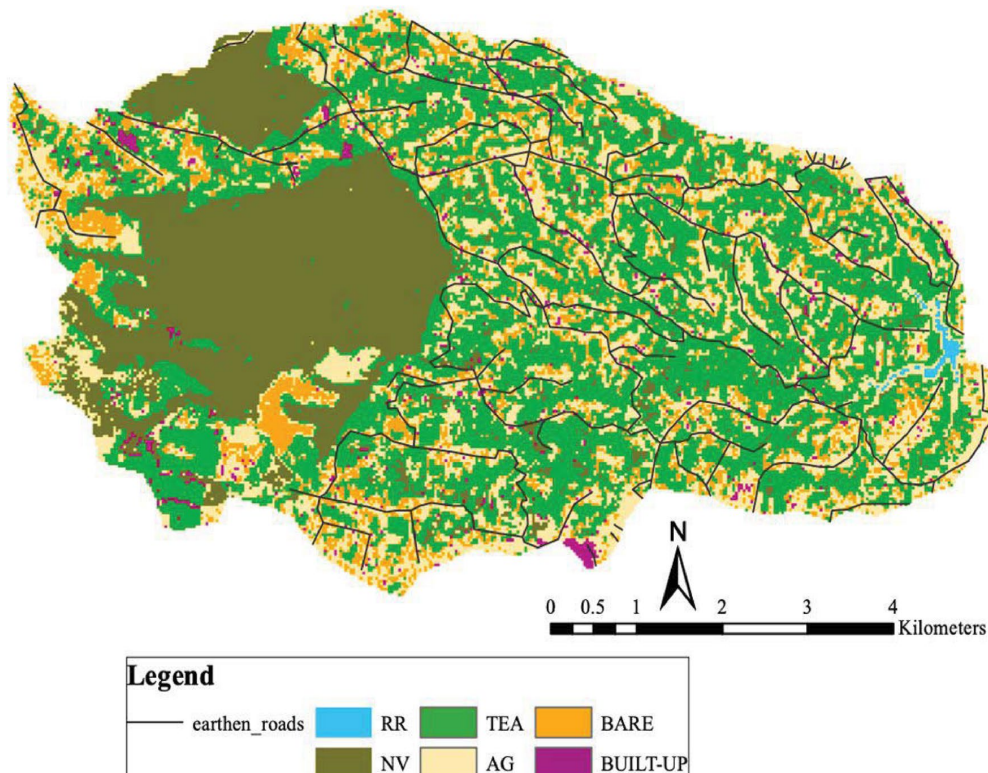 N
0 0.5 1 2 3 4
Kilometers
Legend
earthen_roads RR TEA BARE
NV AG BUILT-UP